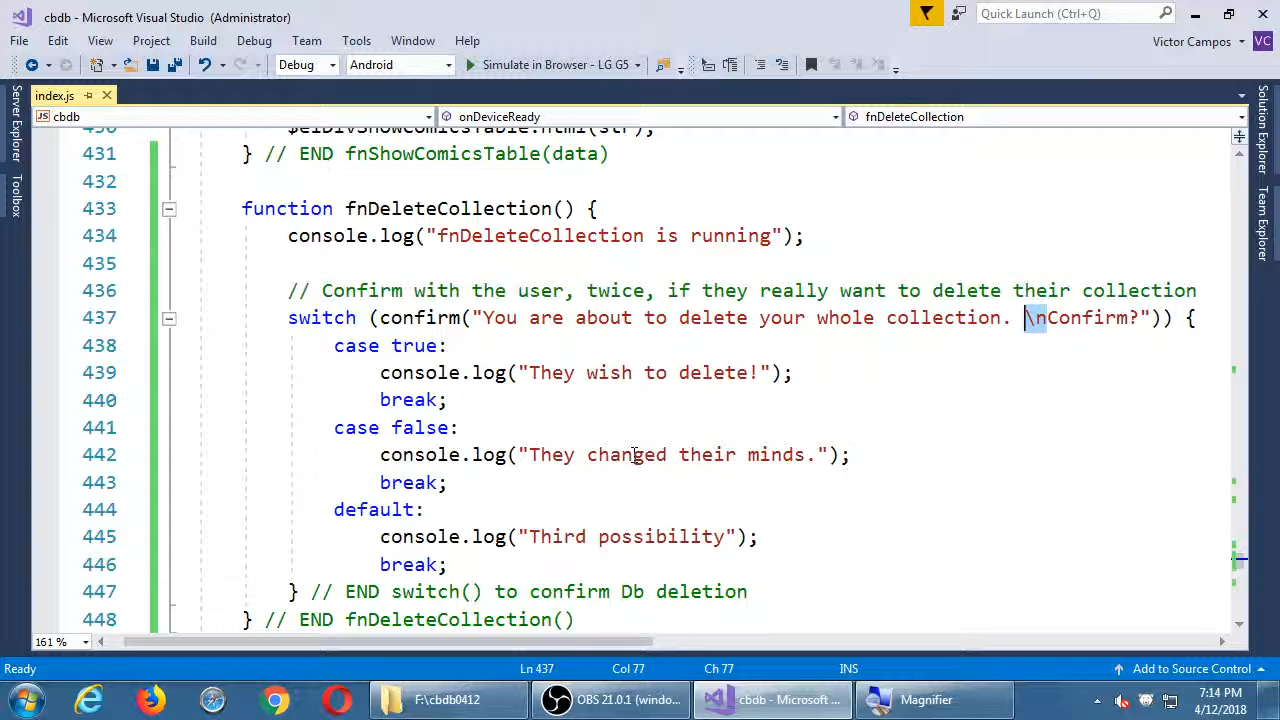 cbdb - Microsoft Visual Studio (Administrator)
Quick Launch (Ctrl+Q)
File Edit View Project Build Debug Team Tools Window Help
Victor Campos VC
Debug Android Simulate in Browser - LG G5
index.js
cbdb onDeviceReady fnDeleteCollection
Server Explorer
Toolbox
Solution Explorer
Team Explorer
430 $elDivShowComicsTable.html(str);
431 } // END fnShowComicsTable(data)
432
433 function fnDeleteCollection() {
434 console.log("fnDeleteCollection is running");
435
436 // Confirm with the user, twice, if they really want to delete their collection
437 switch (confirm("You are about to delete your whole collection. \nConfirm?")) {
438 case true:
439 console.log("They wish to delete!");
440 break;
441 case false:
442 console.log("They changed their minds.");
443 break;
444 default:
445 console.log("Third possibility");
446 break;
447 } // END switch() to confirm Db deletion
448 } // END fnDeleteCollection()
161 %
Ready Ln 437 Col 77 Ch 77 INS Add to Source Control
F:\cbdb0412 OBS 21.0.1 (windo... cbdb - Microsoft ... Magnifier
7:14 PM
4/12/2018